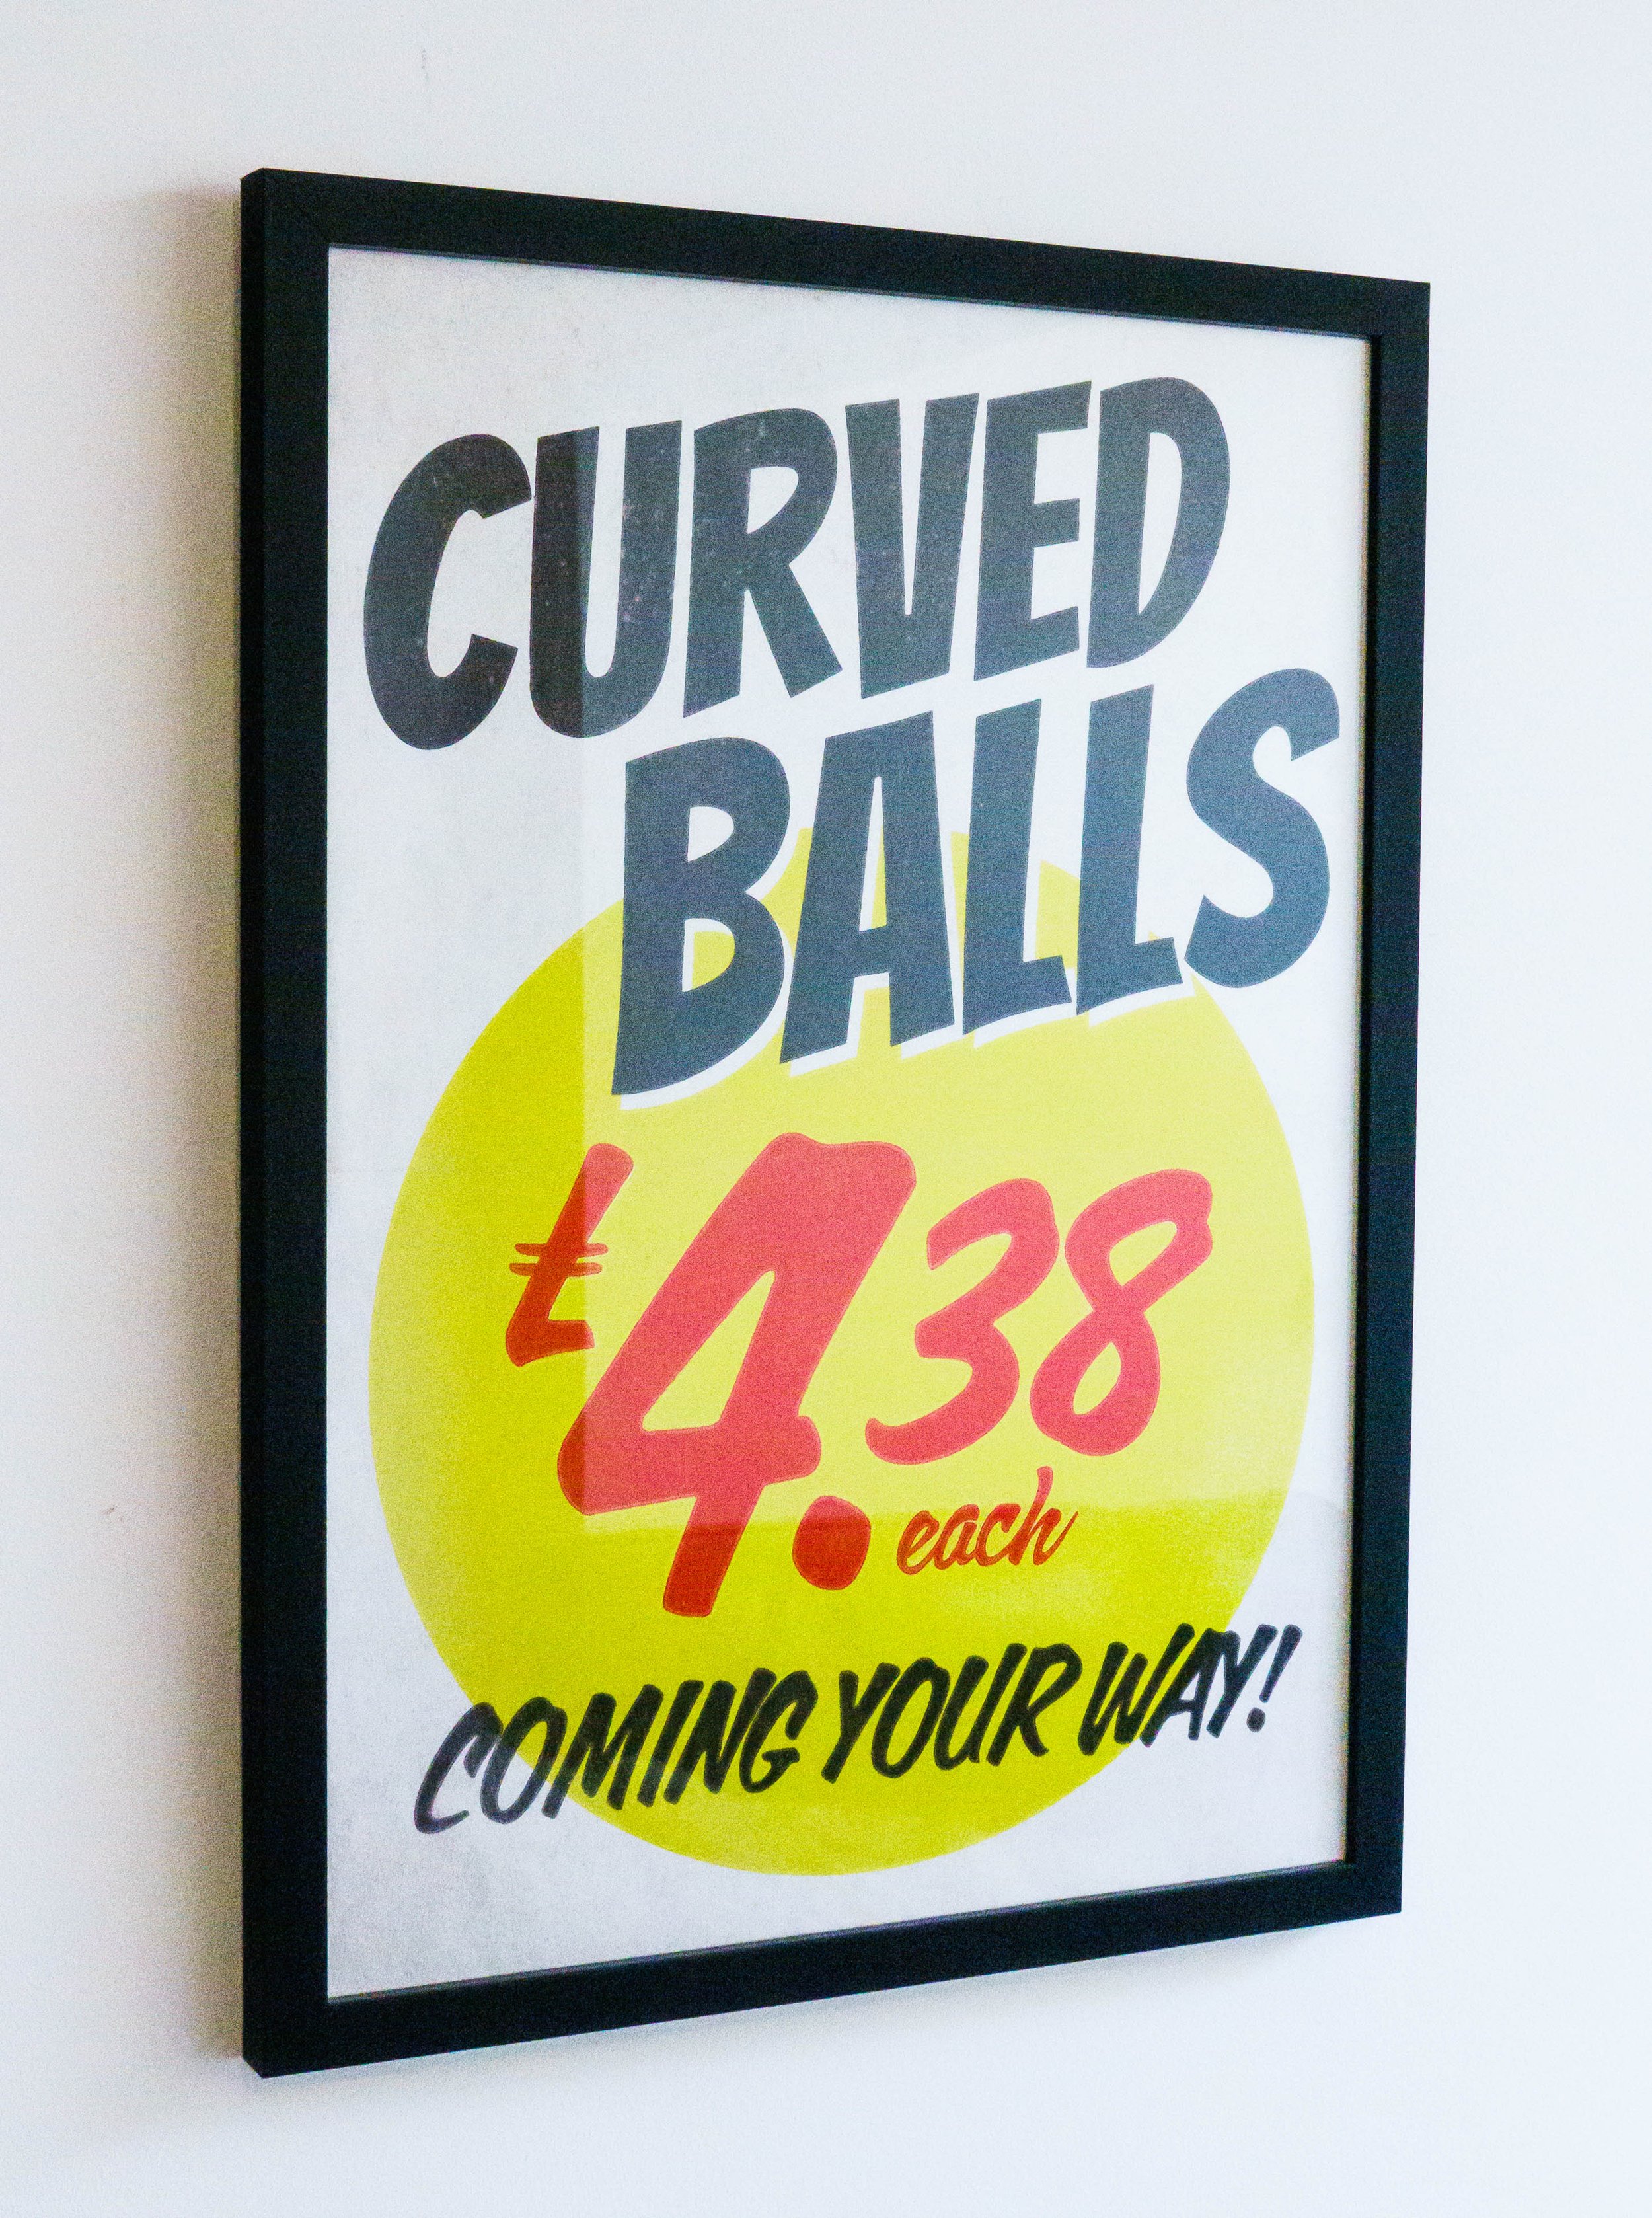 CURVED
BALLS
£4.38
each
COMING YOUR WAY!